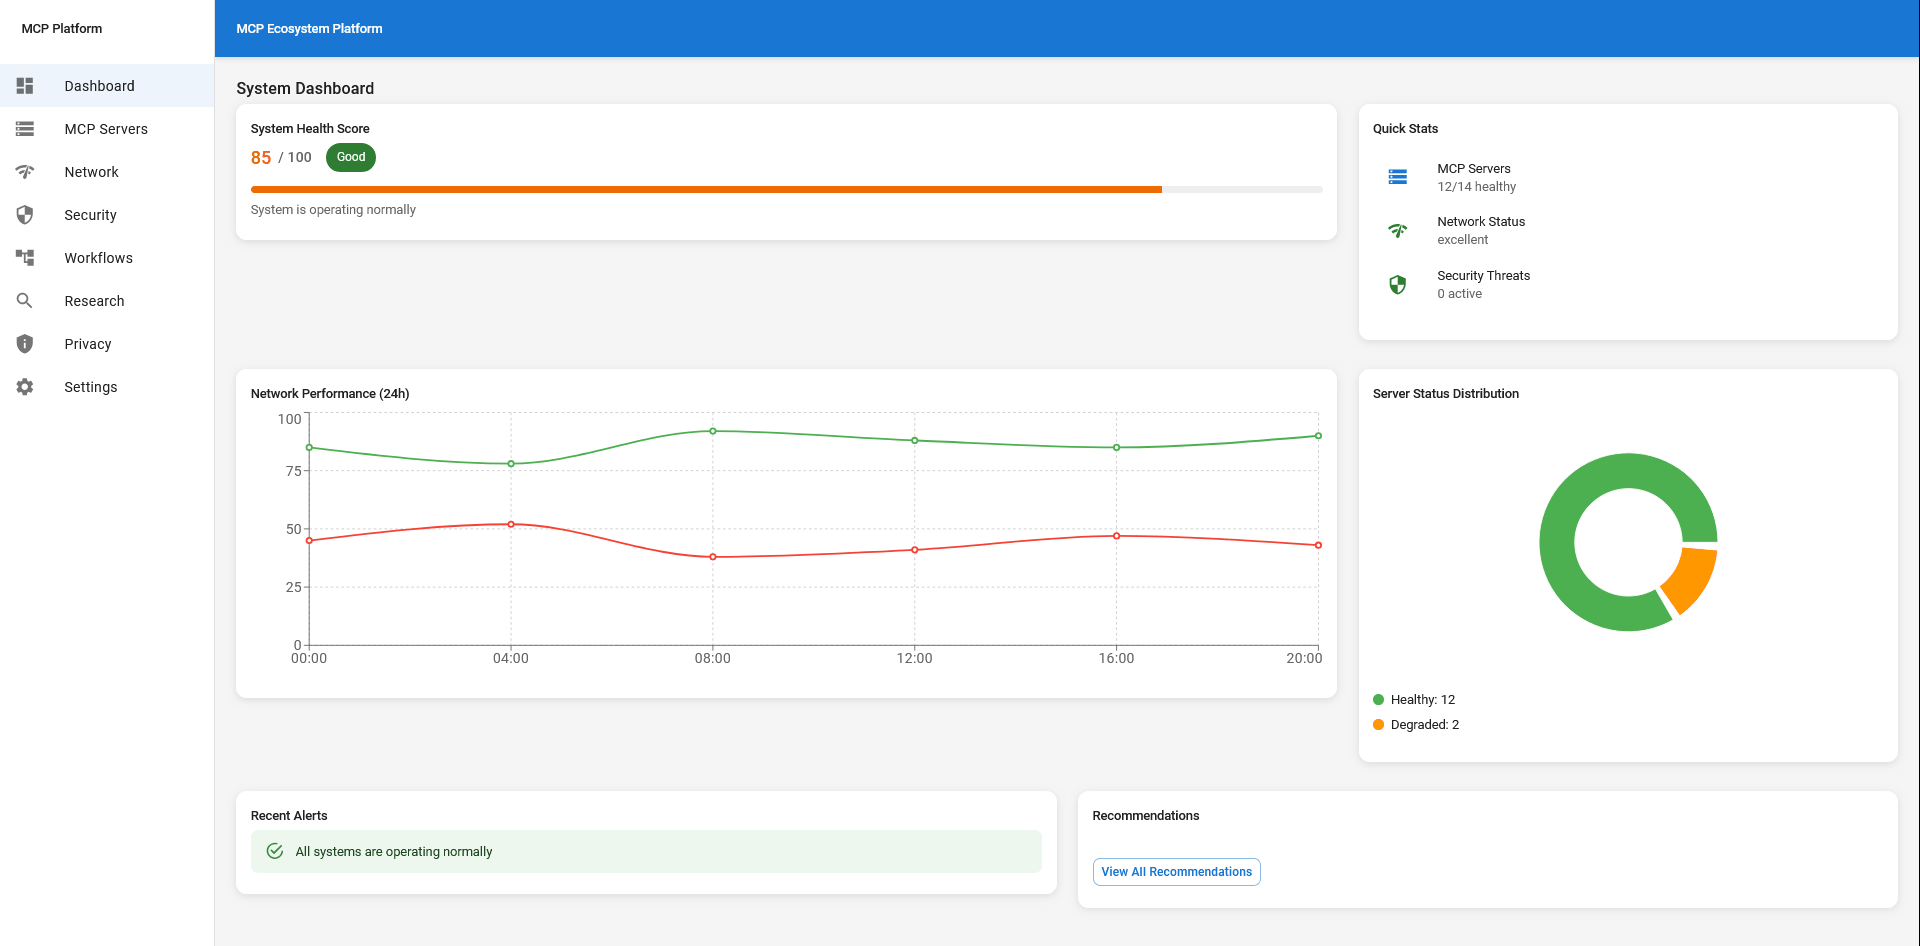 MCP Platform
Dashboard
MCP Servers
Network
Security
Workflows
Research
Privacy
Settings
MCP Ecosystem Platform
System Dashboard
System Health Score
85 / 100 Good
System is operating normally
Quick Stats
MCP Servers
12/14 healthy
Network Status
excellent
Security Threats
0 active
Network Performance (24h)
100
75
50
25
0
00:00 04:00 08:00 12:00 16:00 20:00
Server Status Distribution
Healthy: 12
Degraded: 2
Recent Alerts
All systems are operating normally
Recommendations
View All Recommendations